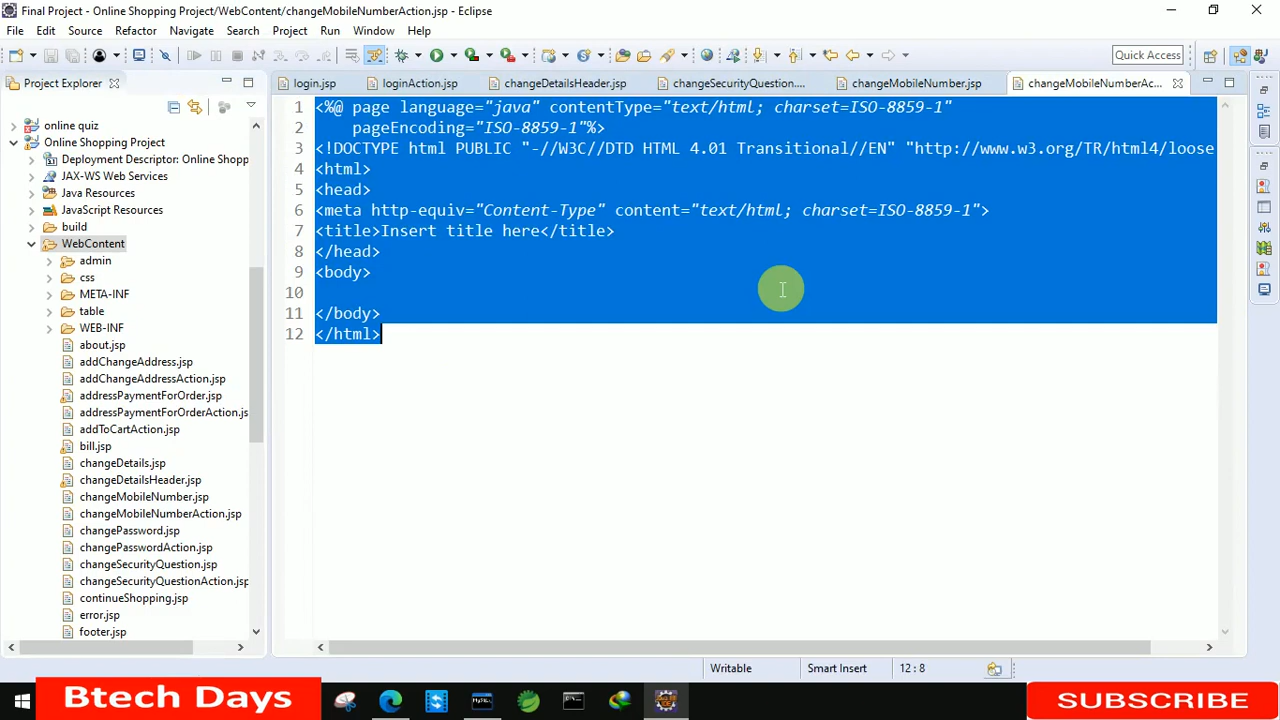 Final Project - Online Shopping Project/WebContent/changeMobileNumberAction.jsp - Eclipse
File Edit Source Refactor Navigate Search Project Run Window Help
Quick Access
Project Explorer
login.jsp loginAction.jsp changeDetailsHeader.jsp changeSecurityQuestion.... changeMobileNumber.jsp changeMobileNumberAc...
online quiz
Online Shopping Project
Deployment Descriptor: Online Shopp
JAX-WS Web Services
Java Resources
JavaScript Resources
build
WebContent
admin
css
META-INF
table
WEB-INF
about.jsp
addChangeAddress.jsp
addChangeAddressAction.jsp
addressPaymentForOrder.jsp
addressPaymentForOrderAction.js
addToCartAction.jsp
bill.jsp
changeDetails.jsp
changeDetailsHeader.jsp
changeMobileNumber.jsp
changeMobileNumberAction.jsp
changePassword.jsp
changePasswordAction.jsp
changeSecurityQuestion.jsp
changeSecurityQuestionAction.jsp
continueShopping.jsp
error.jsp
footer.jsp
1 <%@ page language="java" contentType="text/html; charset=ISO-8859-1"
2 pageEncoding="ISO-8859-1"%>
3 <!DOCTYPE html PUBLIC "-//W3C//DTD HTML 4.01 Transitional//EN" "http://www.w3.org/TR/html4/loose
4 <html>
5 <head>
6 <meta http-equiv="Content-Type" content="text/html; charset=ISO-8859-1">
7 <title>Insert title here</title>
8 </head>
9 <body>
10
11 </body>
12 </html>
Writable Smart Insert 12 : 8
Btech Days
SUBSCRIBE